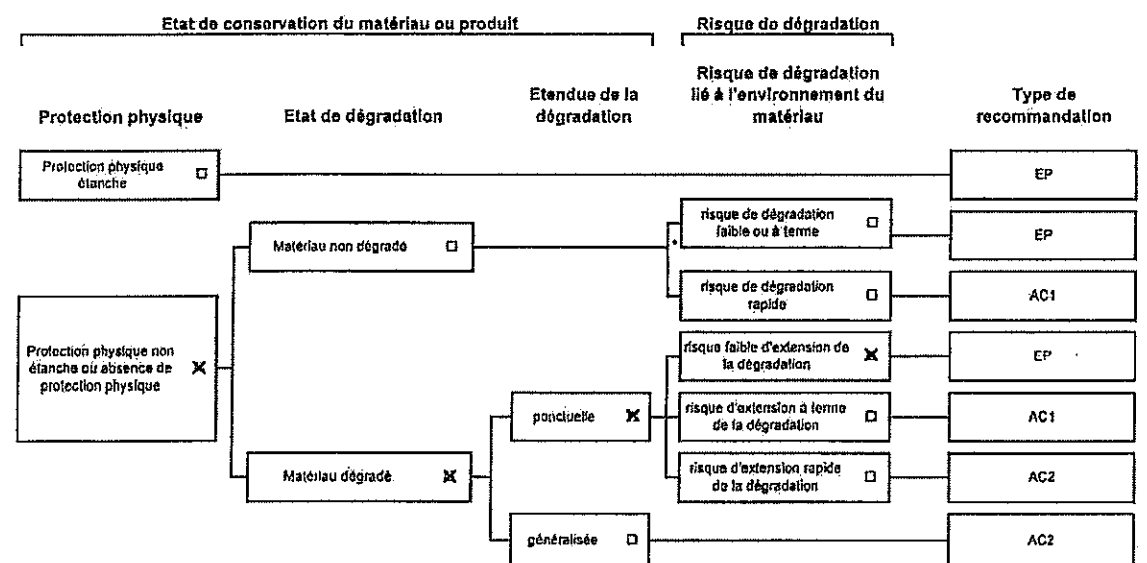 Etat de conservation du matériau ou produit
Risque de dégradation
Protection physique
Etat de dégradation
Etendue de la
dégradation
Risque de dégradation
lié à l'environnement du
matériau
Type de
recommandation
Protection physique
étanche
EP
Matériau non dégradé
risque de dégradation
faible ou à terme
EP
risque de dégradation
rapide
AC1
Protection physique non
étanche ou absence de
protection physique
risque faible d'extension de
la dégradation
EP
ponctuelle
risque d'extension à terme
de la dégradation
AC1
Matériau dégradé
risque d'extension rapide
de la dégradation
AC2
généralisée
AC2